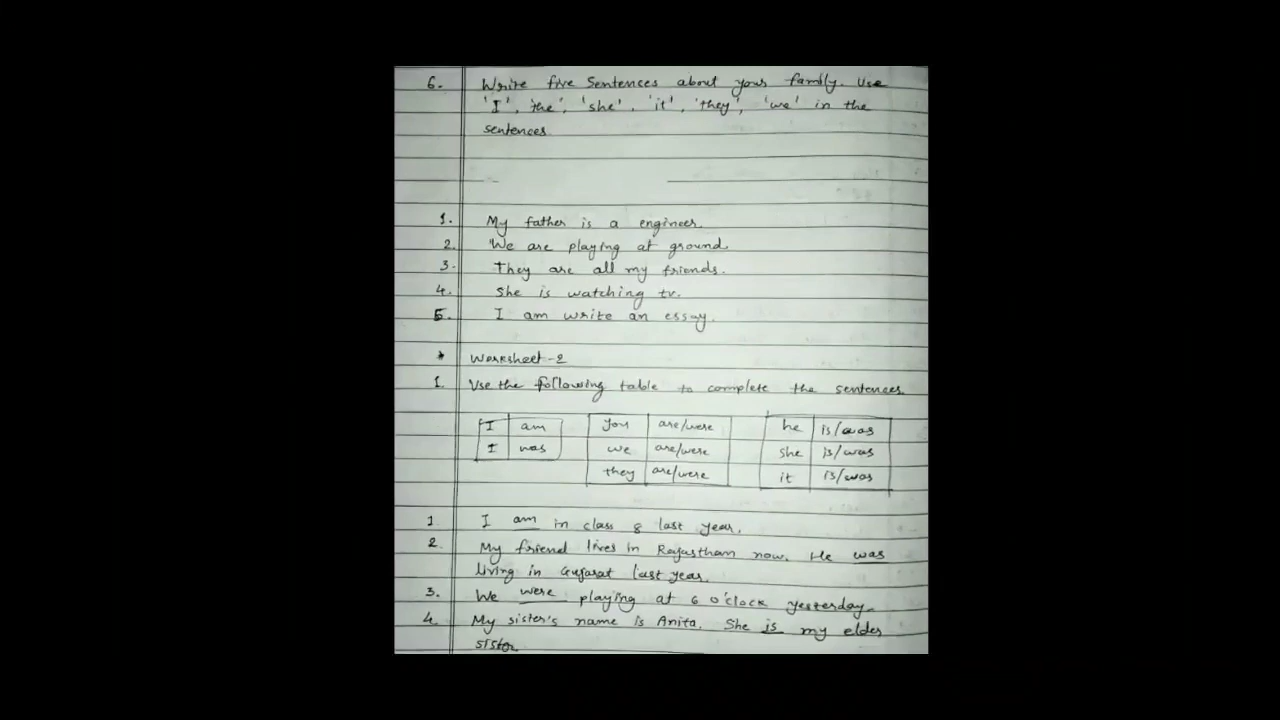 6. Write five Sentences about your family. Use
'I', 'he', 'she', 'it', 'they', 'we' in the
sentences
1. My father is a engineer.
2. We are playing at ground.
3. They are all my friends.
4. She is watching tv.
5. I am write an essay.
* Worksheet-2
1. Use the following table to complete the sentences
I am you are/were he is/was
I was we are/were she is/was
they are/were it is/was
1. I am in class 8 last year.
2. My friend lives in Rajastham now. He was
living in Gujarat last year.
3. We were playing at 6 o'clock yesterday.
4. My sister's name is Anita. She is my elder
sister